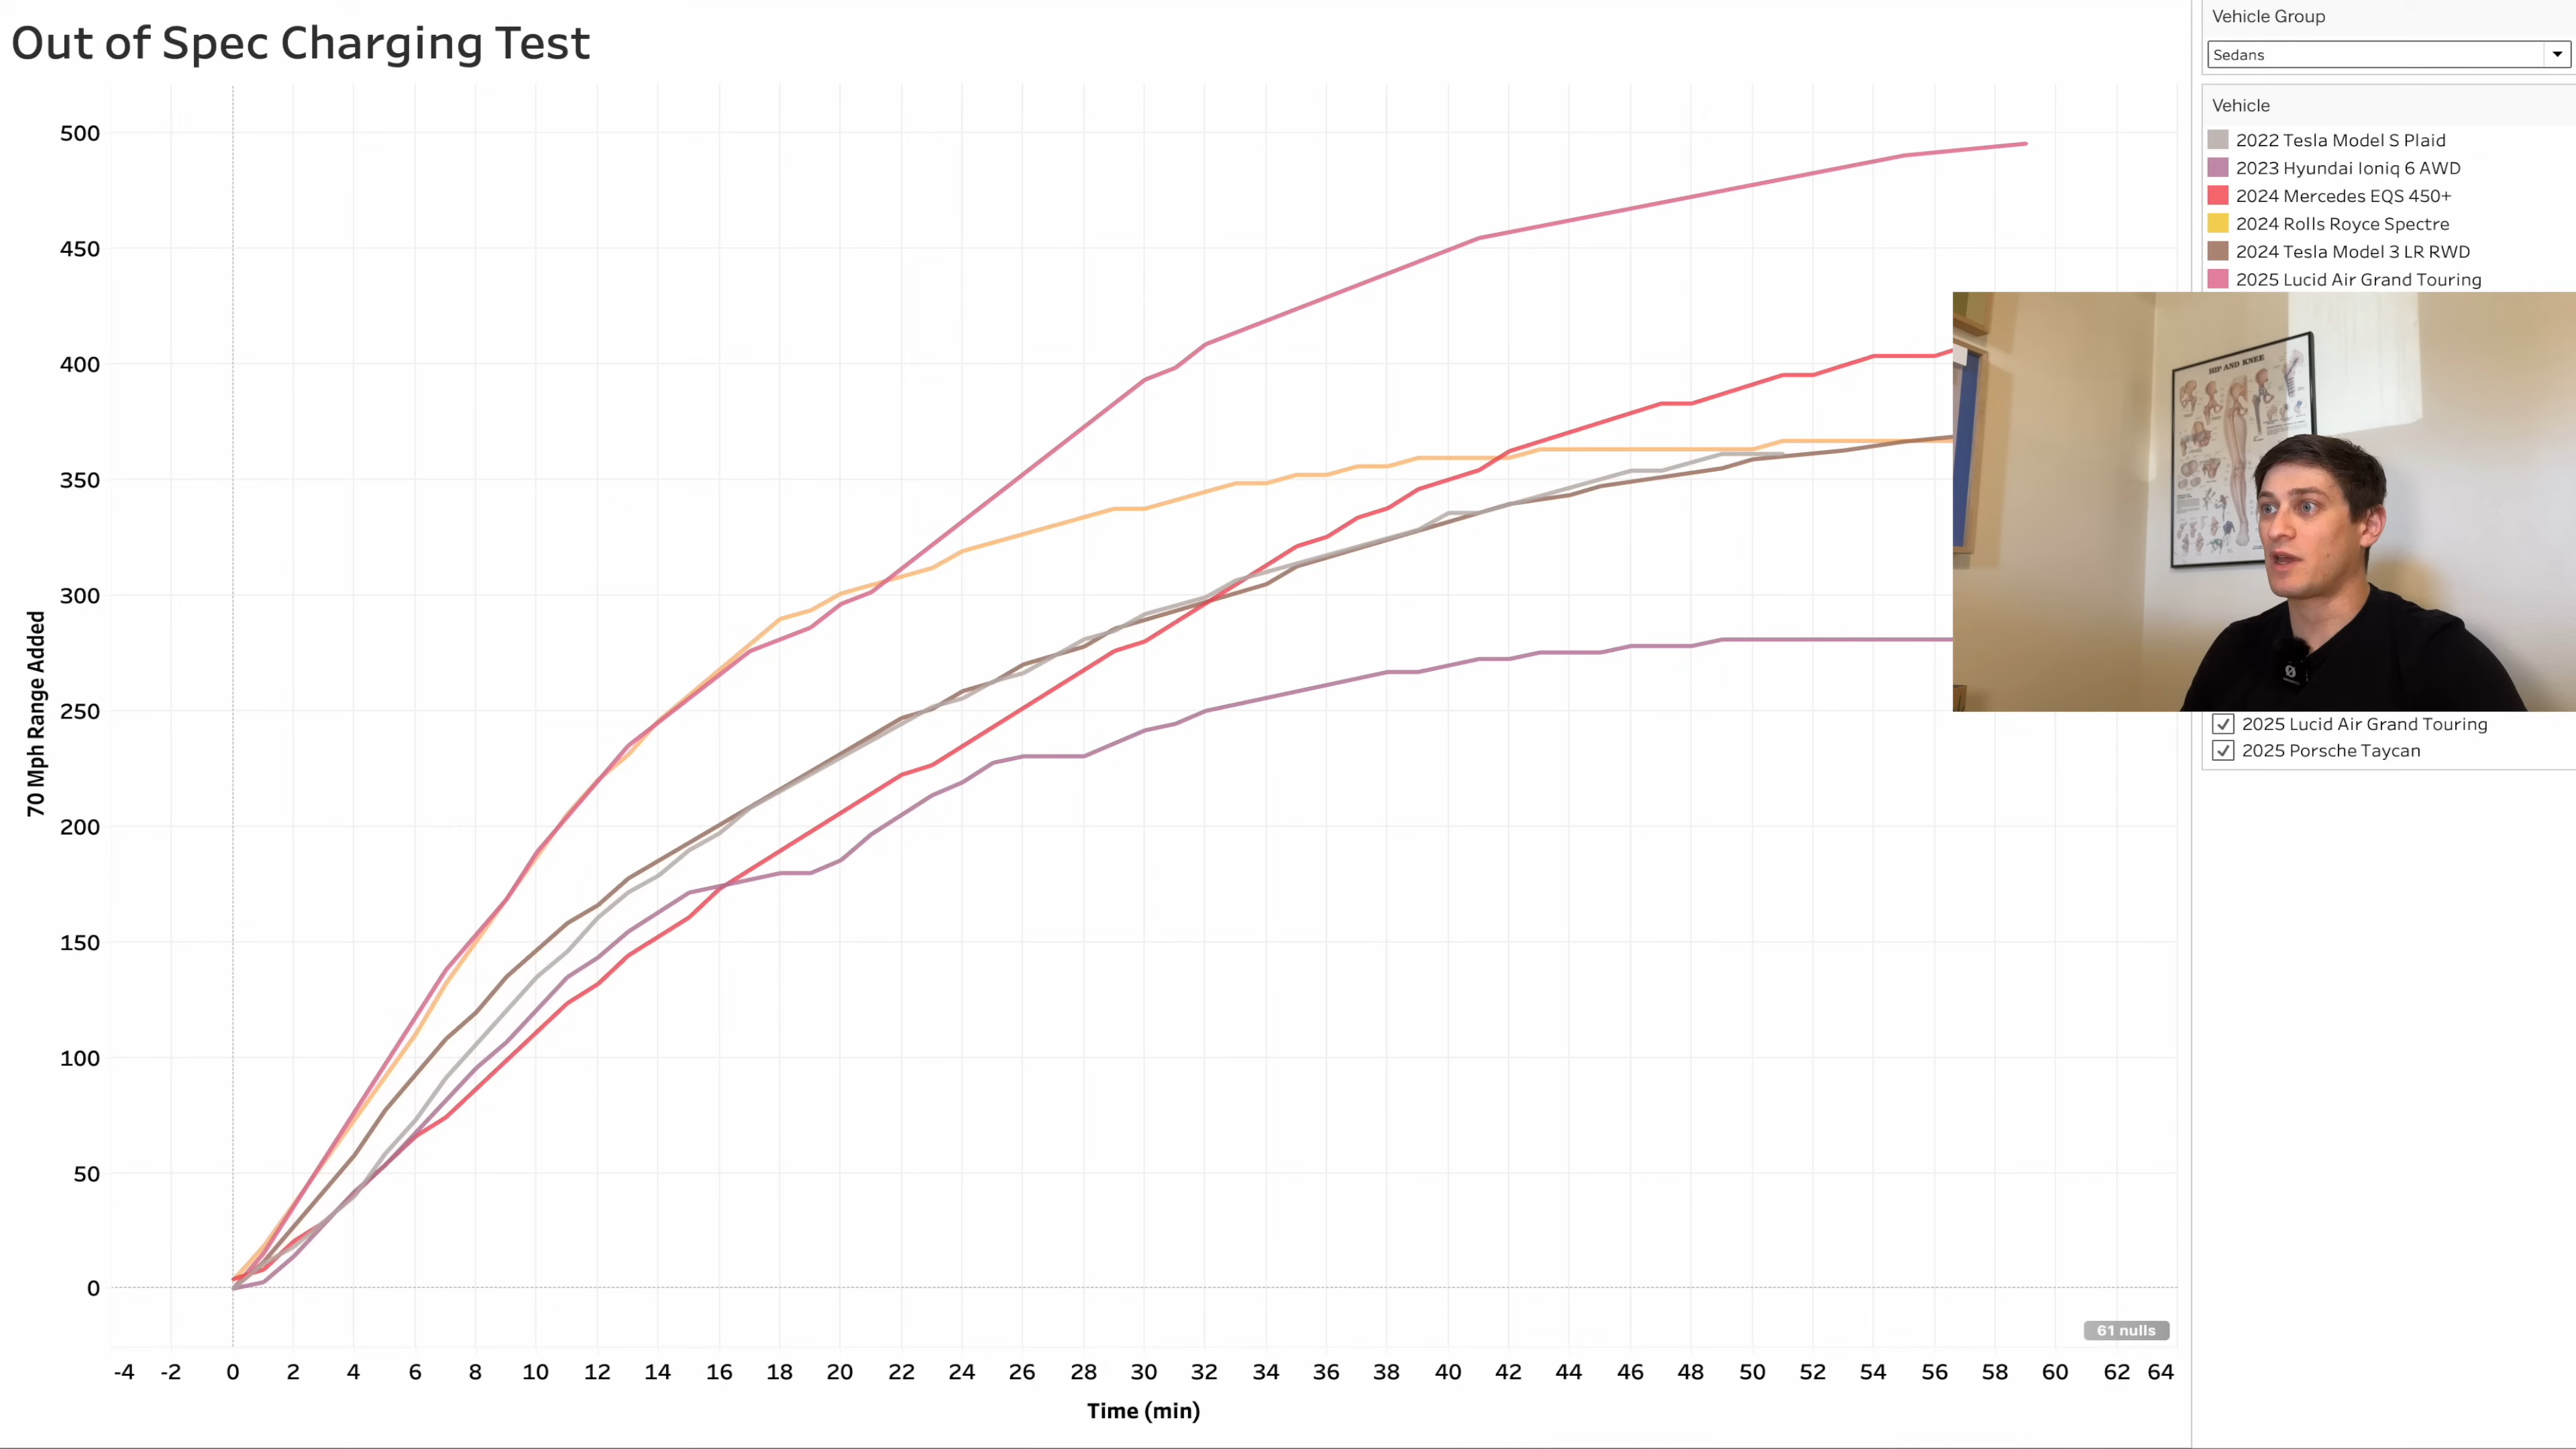 Out of Spec Charging Test
Vehicle Group
Sedans
Vehicle
2022 Tesla Model S Plaid
2023 Hyundai Ioniq 6 AWD
2024 Mercedes EQS 450+
2024 Rolls Royce Spectre
2024 Tesla Model 3 LR RWD
2025 Lucid Air Grand Touring
HIP AND KNEE
2025 Lucid Air Grand Touring
2025 Porsche Taycan
70 Mph Range Added
500
450
400
350
300
250
200
150
100
50
0
61 nulls
-4 -2 0 2 4 6 8 10 12 14 16 18 20 22 24 26 28 30 32 34 36 38 40 42 44 46 48 50 52 54 56 58 60 62 64
Time (min)